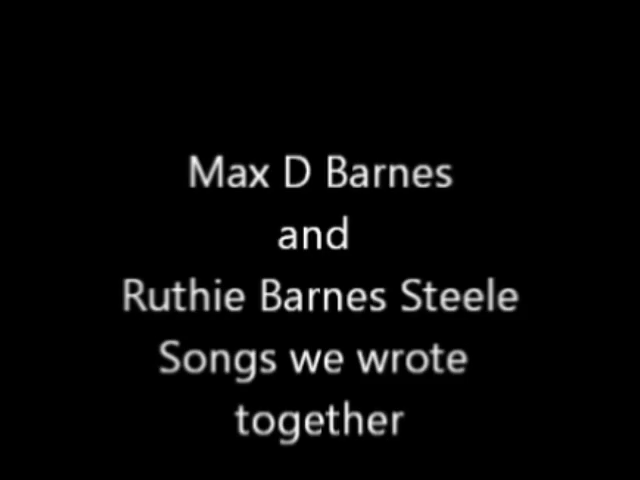 Max D Barnes
and
Ruthie Barnes Steele
Songs we wrote
together